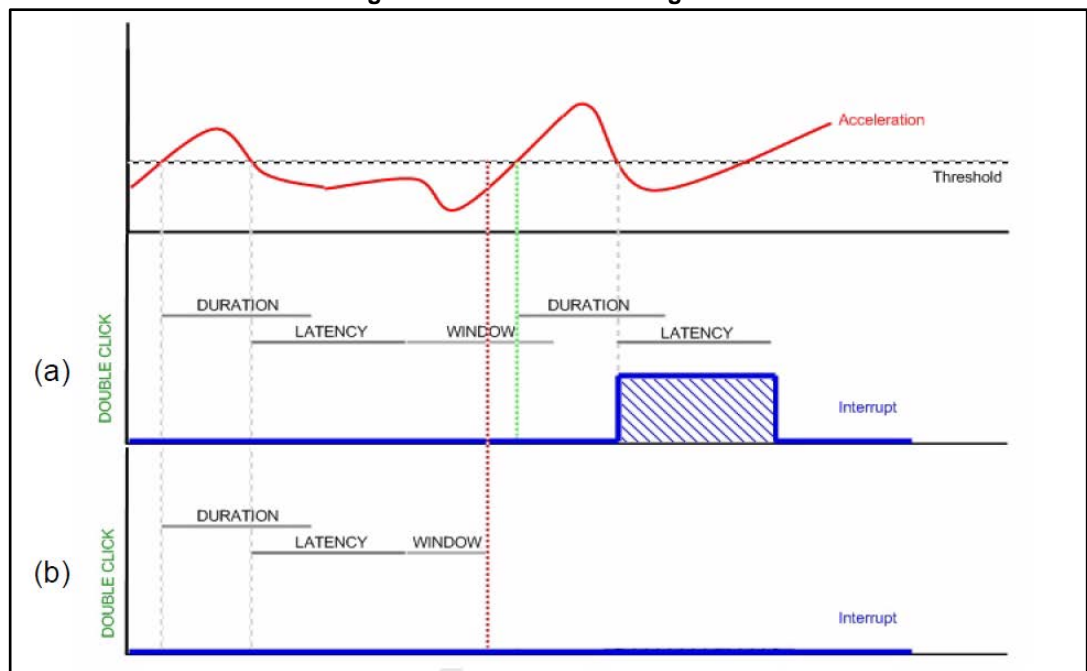 Acceleration
Threshold
DURATION
DURATION
LATENCY
WINDOW
LATENCY
(a)
DOUBLE CLICK
Interrupt
DURATION
LATENCY
WINDOW
(b)
DOUBLE CLICK
Interrupt